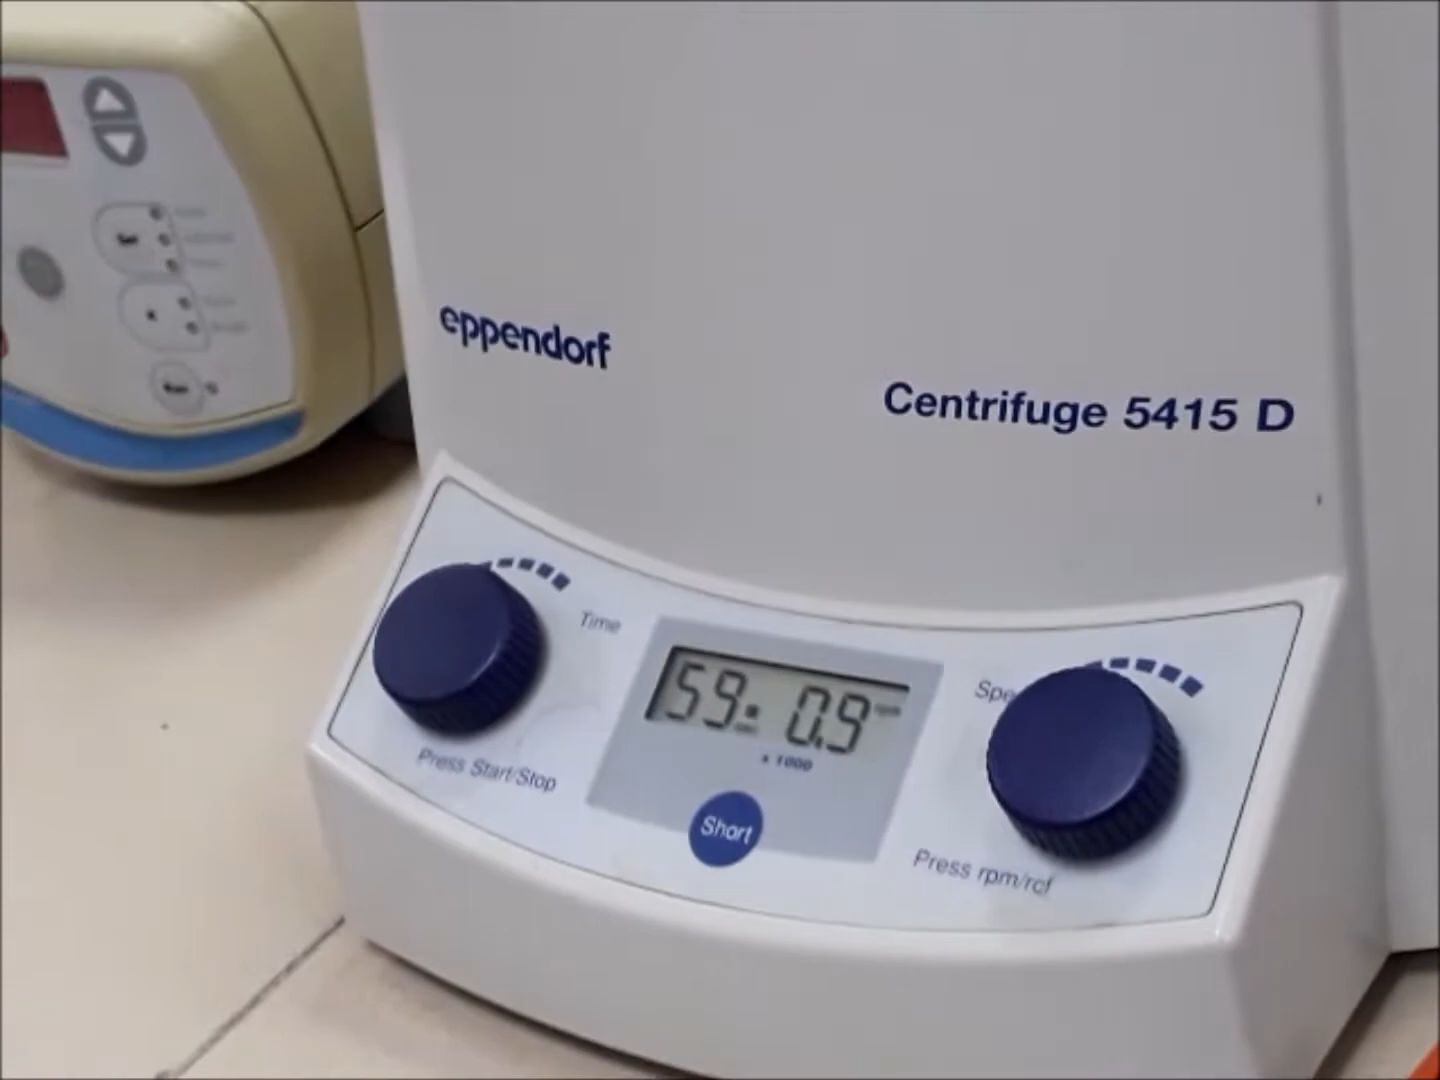 eppendorf
Centrifuge 5415 D
Time
59 0.9
x 1000
Short
Press Start/Stop
Press rpm/rcf